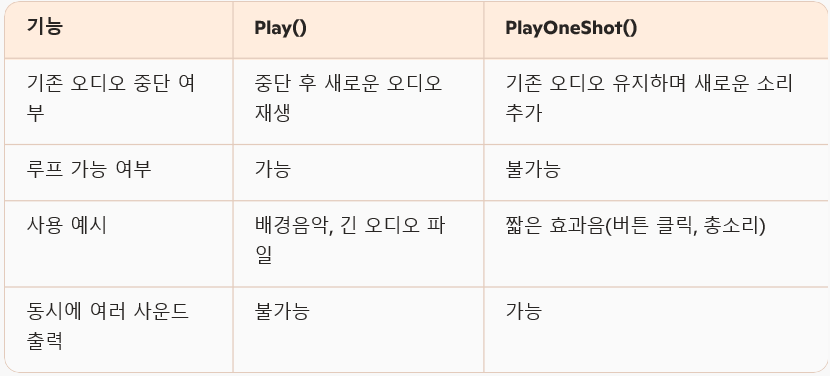 기능 Play() PlayOneShot()
기존 오디오 중단 여
부
중단 후 새로운 오디오
재생
기존 오디오 유지하며 새로운 소리
추가
루프 가능 여부 가능 불가능
사용 예시
배경음악, 긴 오디오 파
일
짧은 효과음(버튼 클릭, 총소리)
동시에 여러 사운드
출력
불가능
가능